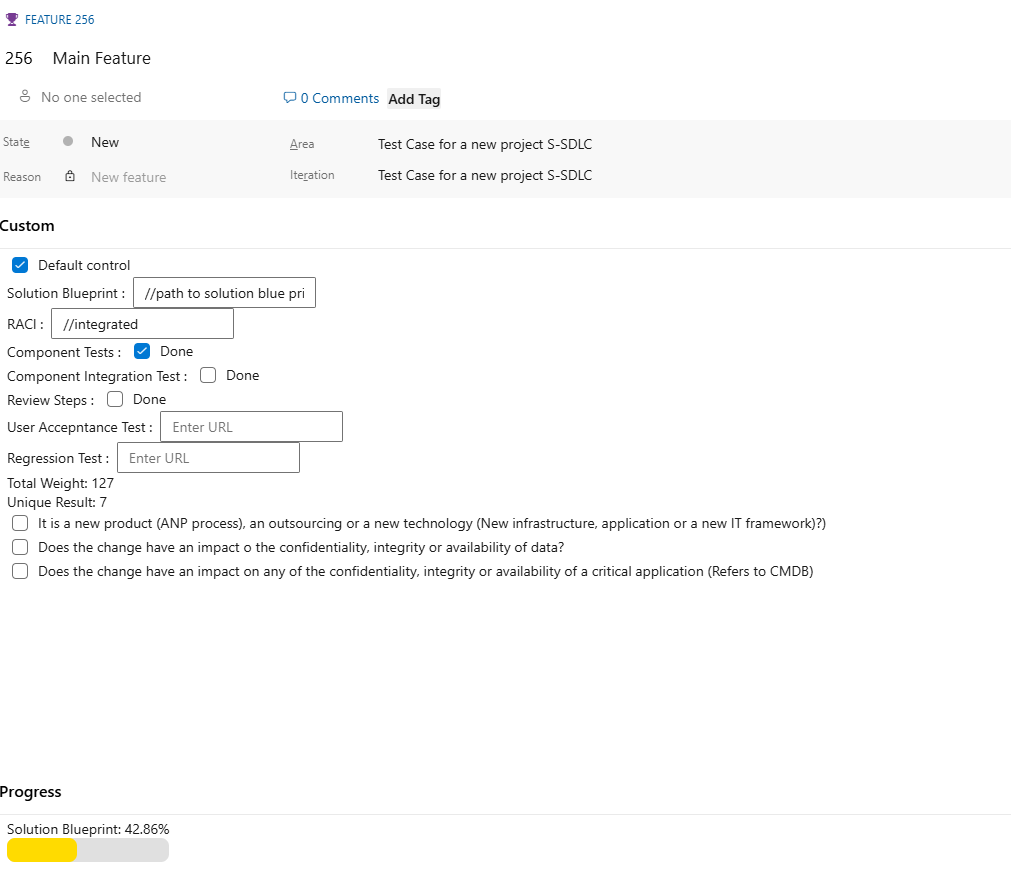 FEATURE 256
256 Main Feature
No one selected
0 Comments Add Tag
State New
Area Test Case for a new project S-SDLC
Reason New feature
Iteration Test Case for a new project S-SDLC
Custom
Default control
Solution Blueprint : //path to solution blue pri
RACI : //integrated
Component Tests : Done
Component Integration Test : Done
Review Steps : Done
User Accepntance Test : Enter URL
Regression Test : Enter URL
Total Weight: 127
Unique Result: 7
It is a new product (ANP process), an outsourcing or a new technology (New infrastructure, application or a new IT framework)?)
Does the change have an impact o the confidentiality, integrity or availability of data?
Does the change have an impact on any of the confidentiality, integrity or availability of a critical application (Refers to CMDB)
Progress
Solution Blueprint: 42.86%